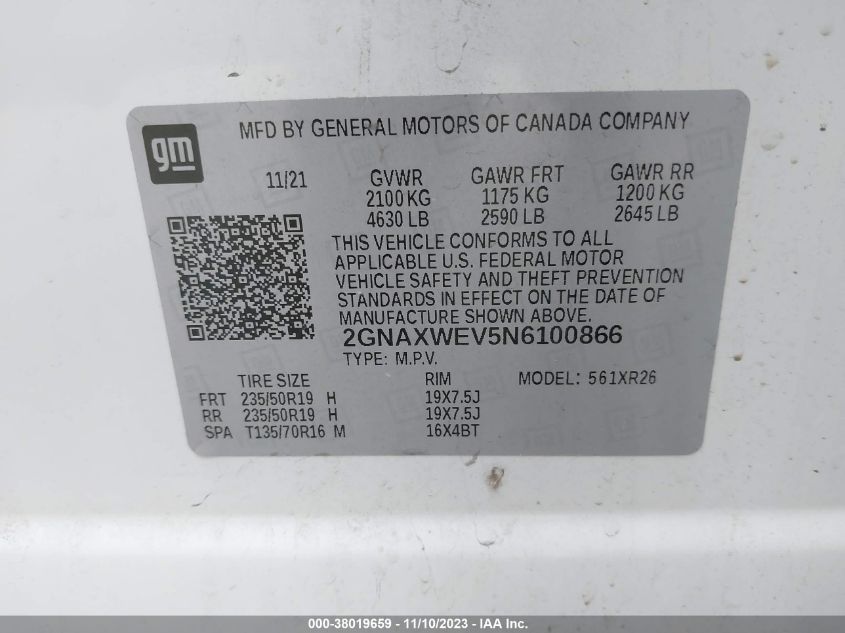 gm
MFD BY GENERAL MOTORS OF CANADA COMPANY
11/21 GVWR GAWR FRT GAWR RR
2100 KG 1175 KG 1200 KG
4630 LB 2590 LB 2645 LB
THIS VEHICLE CONFORMS TO ALL
APPLICABLE U.S. FEDERAL MOTOR
VEHICLE SAFETY AND THEFT PREVENTION
STANDARDS IN EFFECT ON THE DATE OF
MANUFACTURE SHOWN ABOVE.
2GNAXWEV5N6100866
TYPE: M.P.V.
TIRE SIZE RIM MODEL: 561XR26
FRT 235/50R19 H 19X7.5J
RR 235/50R19 H 19X7.5J
SPA T135/70R16 M 16X4BT
000-38019659 - 11/10/2023 - IAA Inc.